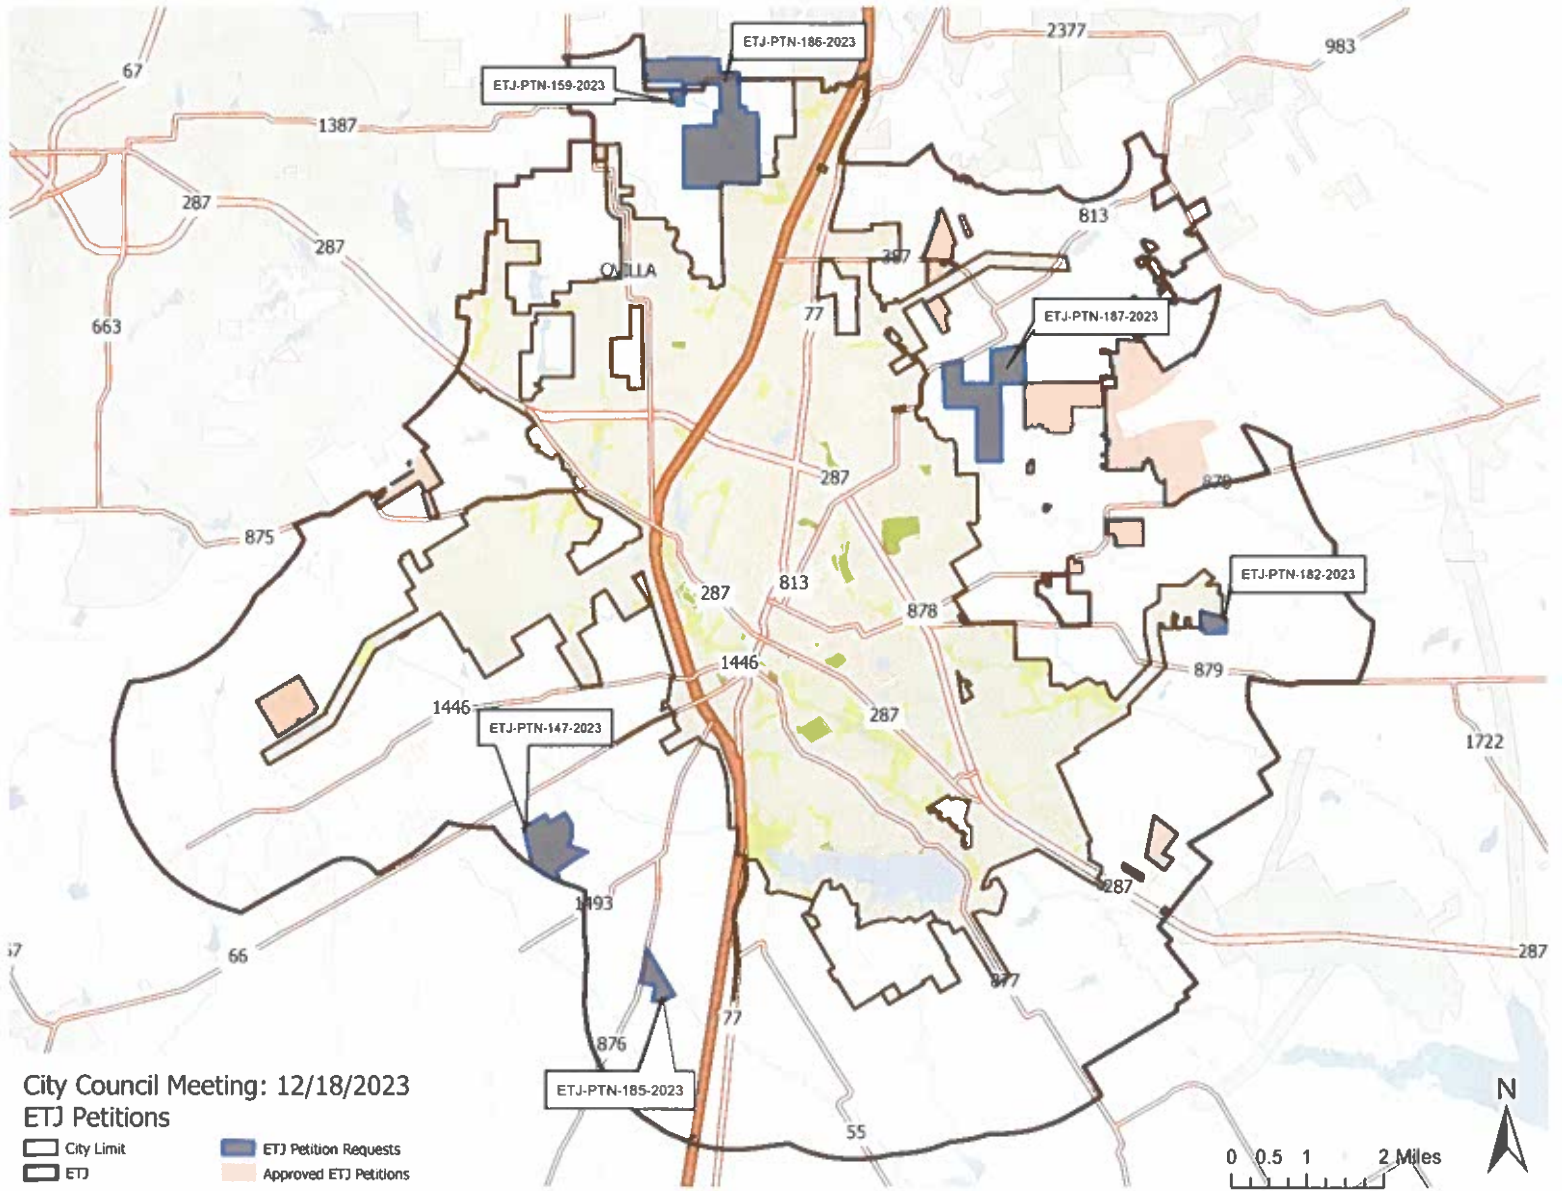 2377
983
67
ETJ-PTN-186-2023
ETJ-PTN-159-2023
1387
287
813
287
387
OVILLA
77
ETJ-PTN-187-2023
663
287
878
875
ETJ-PTN-182-2023
813
287
878
1446
879
1446
287
ETJ-PTN-147-2023
1722
287
1493
66
287
877
77
876
ETJ-PTN-185-2023
55
City Council Meeting: 12/18/2023
ETJ Petitions
City Limit
ETJ Petition Requests
ETJ
Approved ETJ Petitions
N
0 0.5 1 2 Miles